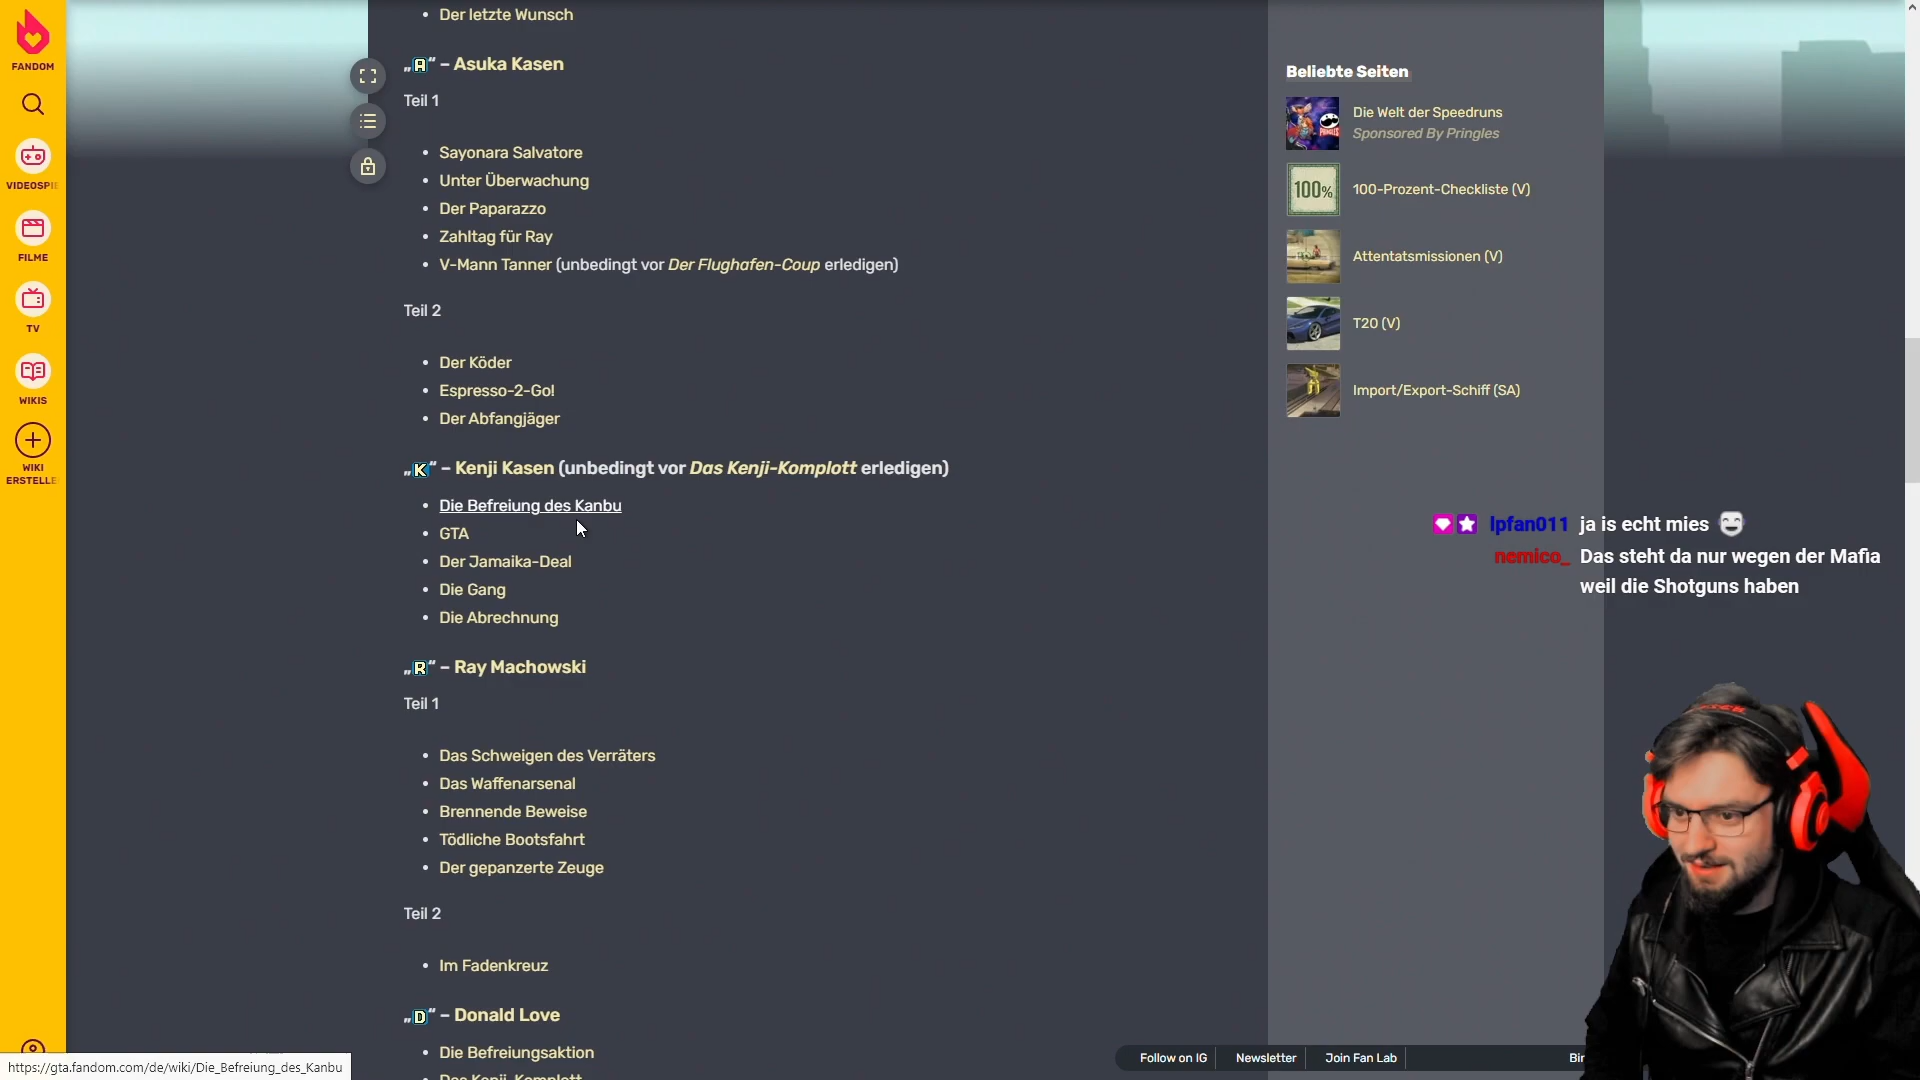 FANDOM
VIDEOSPIE
FILME
TV
WIKIS
WIKI
ERSTELLE
Der letzte Wunsch
„A“ – Asuka Kasen
Teil 1
Sayonara Salvatore
Unter Überwachung
Der Paparazzo
Zahltag für Ray
V-Mann Tanner (unbedingt vor Der Flughafen-Coup erledigen)
Teil 2
Der Köder
Espresso-2-Go!
Der Abfangjäger
„K“ – Kenji Kasen (unbedingt vor Das Kenji-Komplott erledigen)
Die Befreiung des Kanbu
GTA
Der Jamaika-Deal
Die Gang
Die Abrechnung
„R“ – Ray Machowski
Teil 1
Das Schweigen des Verräters
Das Waffenarsenal
Brennende Beweise
Tödliche Bootsfahrt
Der gepanzerte Zeuge
Teil 2
Im Fadenkreuz
„D“ – Donald Love
Die Befreiungsaktion
Das Kenji-Komplott
Beliebte Seiten
Die Welt der Speedruns
Sponsored By Pringles
PRINGLES
100%
100-Prozent-Checkliste (V)
Attentatsmissionen (V)
T20 (V)
Import/Export-Schiff (SA)
lpfan011 ja is echt mies
nemico_ Das steht da nur wegen der Mafia
weil die Shotguns haben
Follow on IG
Newsletter
Join Fan Lab
Bir
https://gta.fandom.com/de/wiki/Die_Befreiung_des_Kanbu